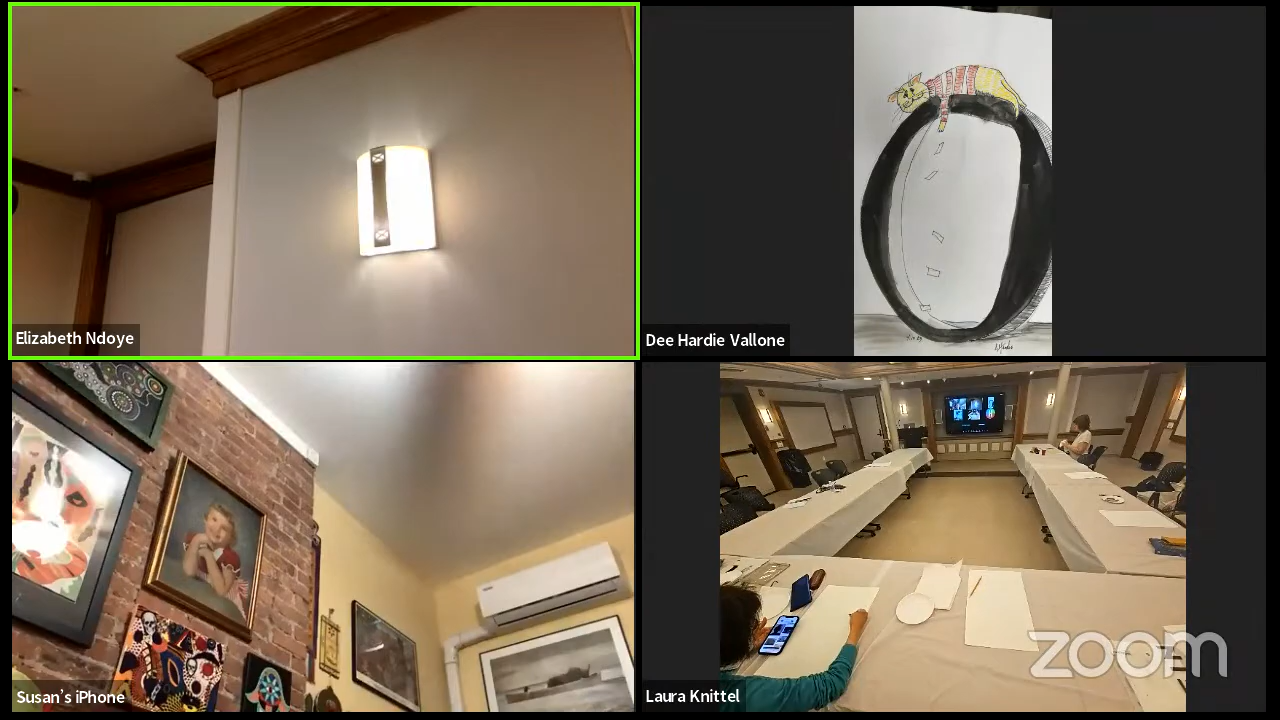 Elizabeth Ndoye
Dee Hardie Vallone
Susan's iPhone
Laura Knittel
zoom